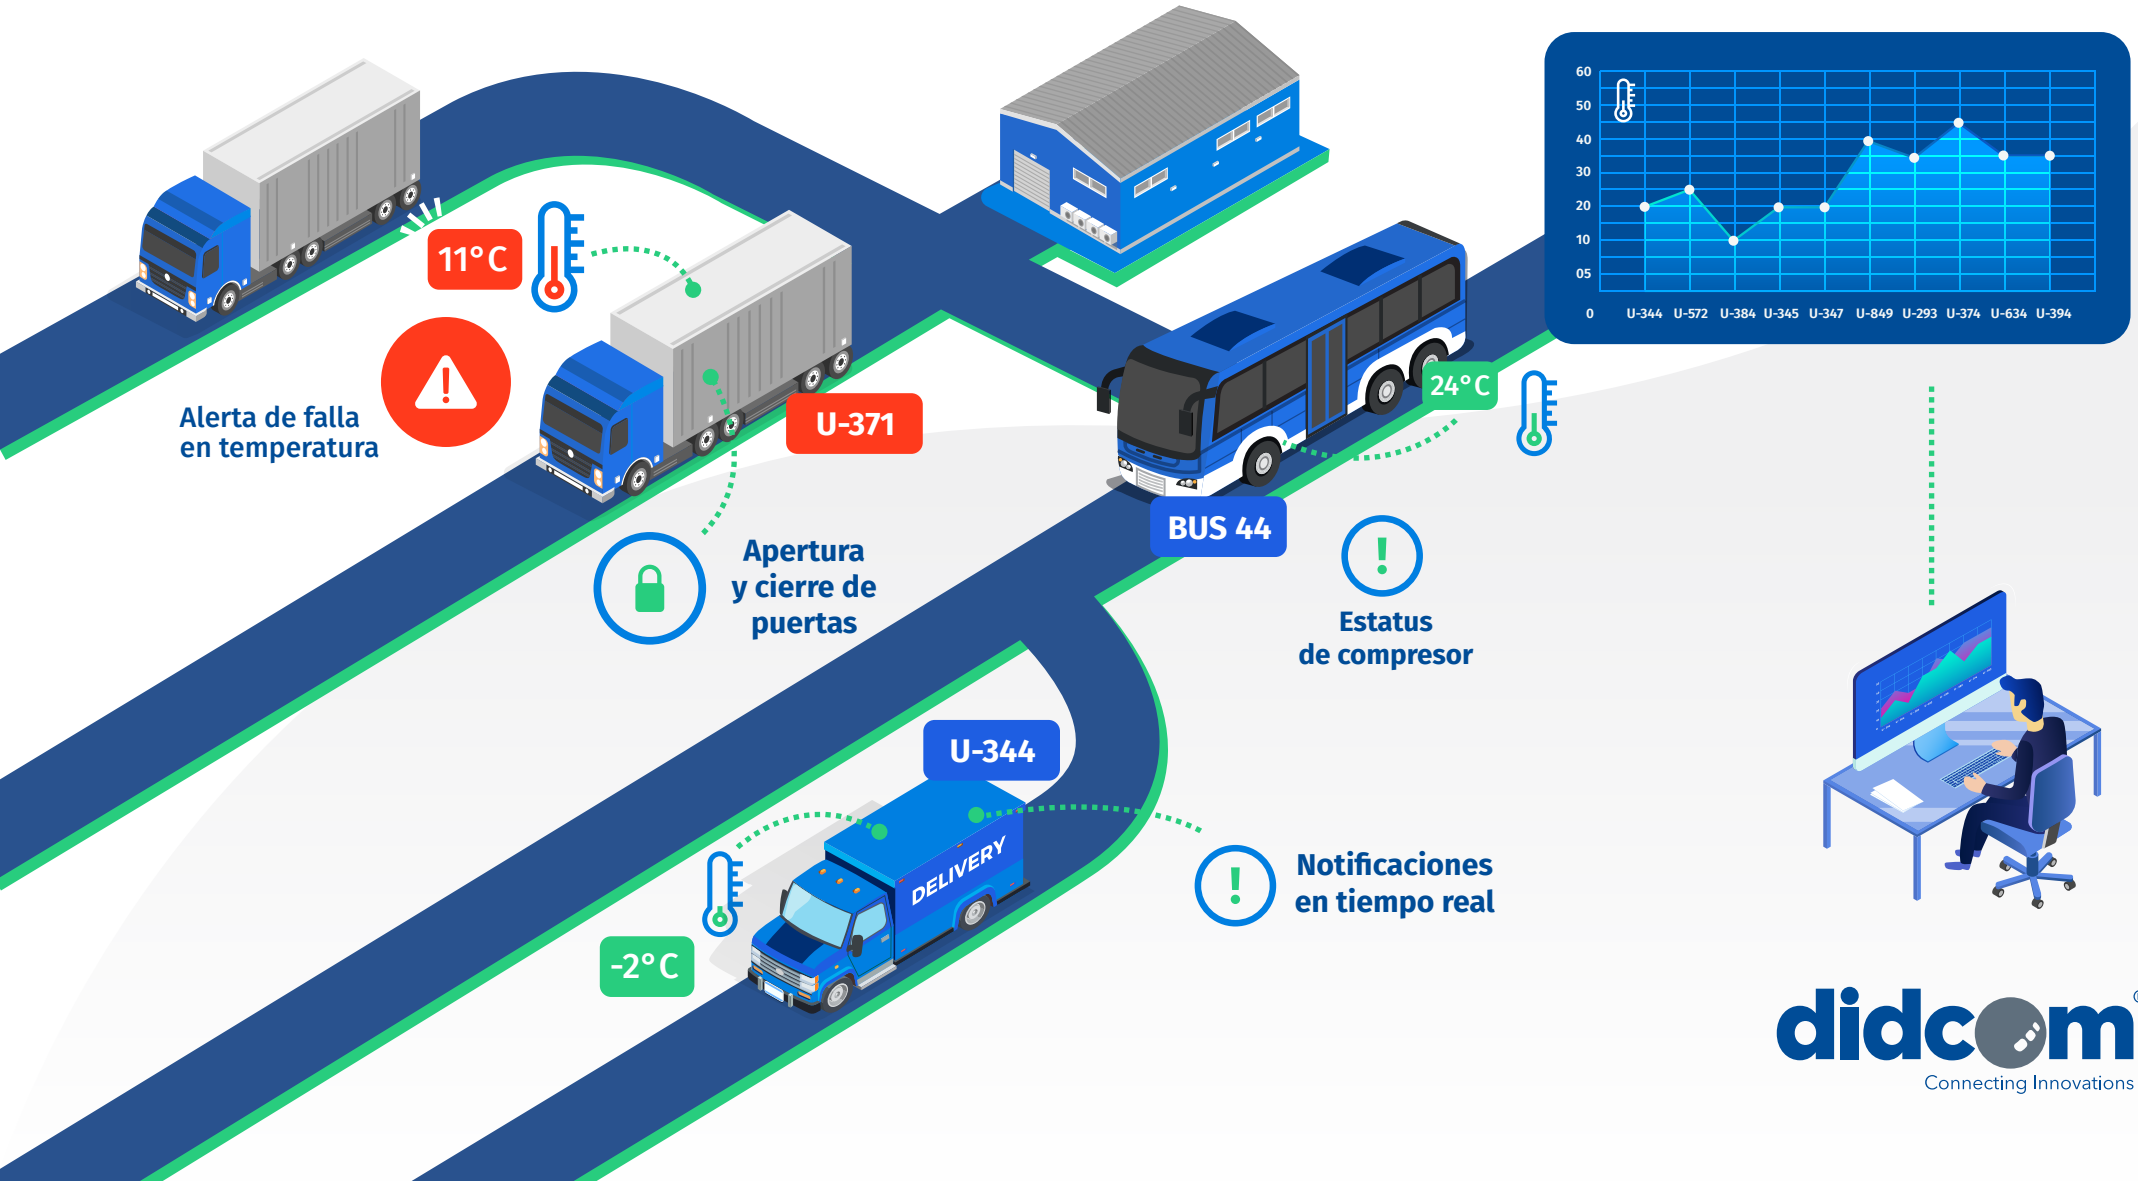 60
50
40
30
20
10
05
0
U-344 U-572 U-384 U-345 U-347 U-849 U-293 U-374 U-634 U-394
11°C
Alerta de falla
en temperatura
U-371
24°C
BUS 44
Apertura
y cierre de
puertas
Estatus
de compresor
U-344
DELIVERY
-2°C
Notificaciones
en tiempo real
didcom®
Connecting Innovations